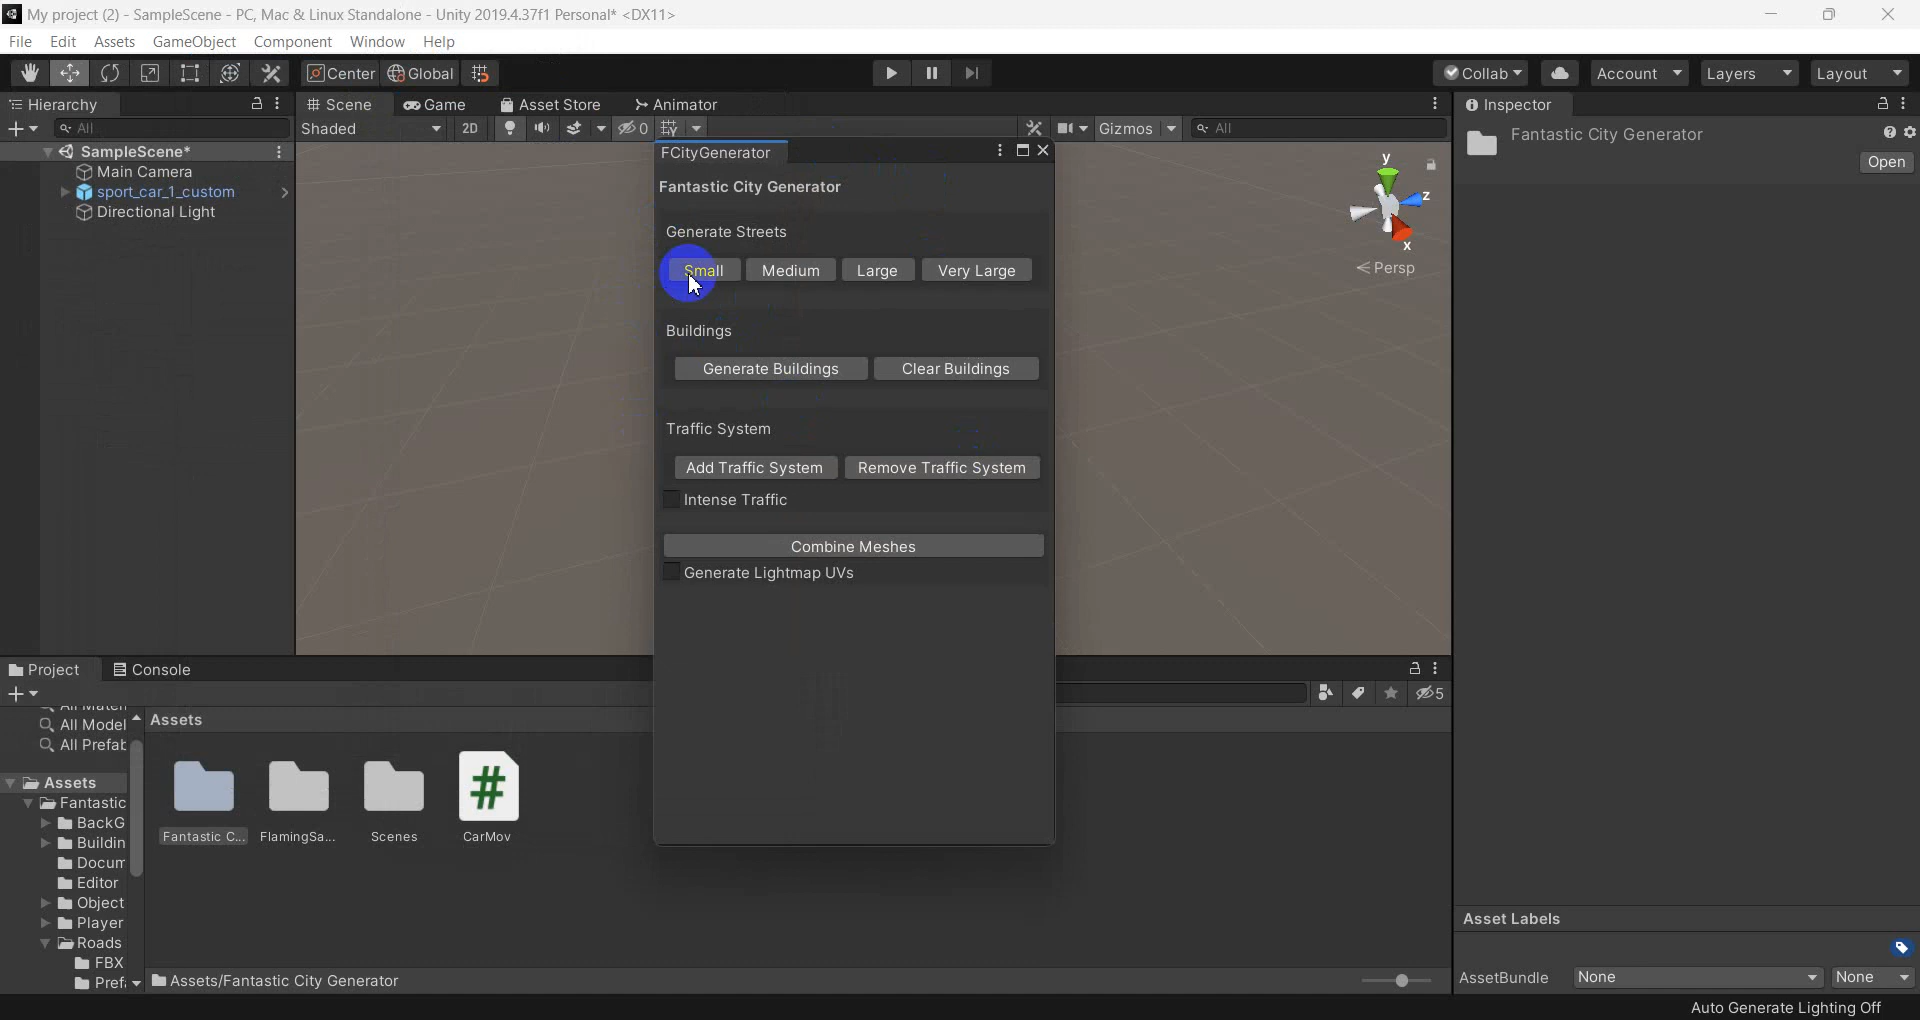 My project (2) - SampleScene - PC, Mac & Linux Standalone - Unity 2019.4.37f1 Personal* <DX11>
File Edit Assets GameObject Component Window Help
Center Global Collab Account Layers Layout
Hierarchy Scene Game Asset Store Animator Inspector
All Shaded 2D 0 Gizmos All
SampleScene*
Main Camera
sport_car_1_custom
Directional Light
FCityGenerator
Fantastic City Generator
Generate Streets
Small Medium Large Very Large
Buildings
Generate Buildings Clear Buildings
Traffic System
Add Traffic System Remove Traffic System
Intense Traffic
Combine Meshes
Generate Lightmap UVs
y
z
x
Persp
Fantastic City Generator
Open
Project Console
5
All Model
All Prefab
Assets
Fantastic
BackG
Buildin
Docum
Editor
Object
Player
Roads
FBX
Pref
Assets
Fantastic C... FlamingSa... Scenes CarMov
Assets/Fantastic City Generator
Asset Labels
AssetBundle None None
Auto Generate Lighting Off